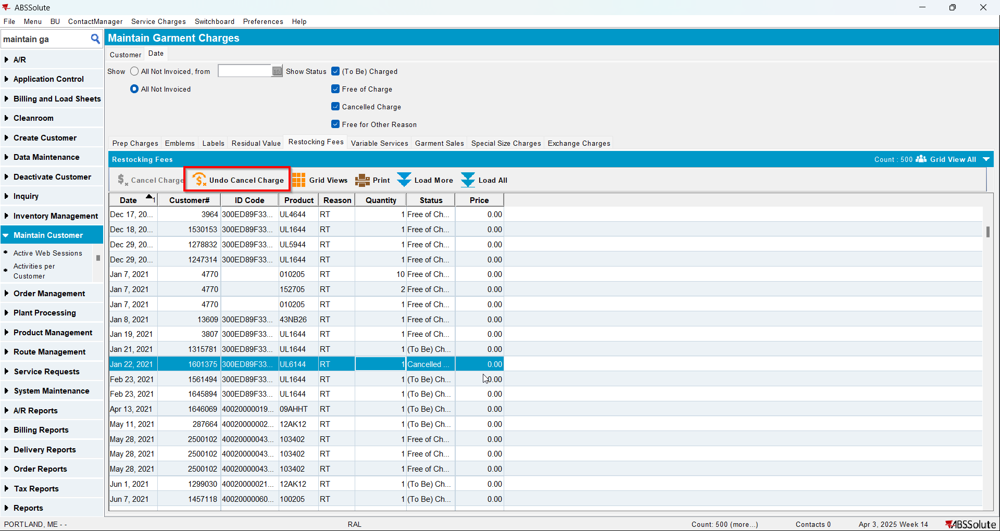 ABSSolute
File Menu BU ContactManager Service Charges Switchboard Preferences Help
maintain ga
Maintain Garment Charges
A/R
Application Control
Billing and Load Sheets
Cleanroom
Create Customer
Data Maintenance
Deactivate Customer
Inquiry
Inventory Management
Maintain Customer
Active Web Sessions
Activities per
Customer
Order Management
Plant Processing
Product Management
Route Management
Service Requests
System Maintenance
A/R Reports
Billing Reports
Delivery Reports
Order Reports
Tax Reports
Reports
Customer Date
Show All Not Invoiced, from 15 Show Status (To Be) Charged
All Not Invoiced Free of Charge
Cancelled Charge
Free for Other Reason
Prep Charges Emblems Labels Residual Value Restocking Fees Variable Services Garment Sales Special Size Charges Exchange Charges
Restocking Fees Count : 500 Grid View All
Cancel Charge Undo Cancel Charge Grid Views Print Load More Load All
Date 1 Customer# ID Code Product Reason Quantity Status Price
Dec 17, 20... 3964 300ED89F33... UL4644 RT 1 Free of Ch... 0.00
Dec 18, 20... 1530153 300ED89F33... UL1644 RT 1 Free of Ch... 0.00
Dec 29, 20... 1278832 300ED89F33... UL5944 RT 1 Free of Ch... 0.00
Dec 29, 20... 1247314 300ED89F33... UL1644 RT 1 Free of Ch... 0.00
Jan 7, 2021 4770 010205 RT 10 Free of Ch... 0.00
Jan 7, 2021 4770 152705 RT 2 Free of Ch... 0.00
Jan 7, 2021 4770 010205 RT 1 Free of Ch... 0.00
Jan 8, 2021 13609 300ED89F33... 43NB26 RT 1 Free of Ch... 0.00
Jan 19, 2021 3807 300ED89F33... UL1644 RT 1 Free of Ch... 0.00
Jan 21, 2021 1315781 300ED89F33... UL1644 RT 1 (To Be) Ch... 0.00
Jan 22, 2021 1601375 300ED89F33... UL6144 RT 1 Cancelled ... 0.00
Feb 23, 2021 1561494 300ED89F33... UL1644 RT 1 (To Be) Ch... 0.00
Feb 23, 2021 1645894 300ED89F33... UL1644 RT 1 (To Be) Ch... 0.00
Apr 13, 2021 1646069 40020000019... 09AHHT RT 1 (To Be) Ch... 0.00
May 11, 2021 287664 40020000002... 12AK12 RT 1 (To Be) Ch... 0.00
May 28, 2021 2500102 40020000043... 103402 RT 1 Free of Ch... 0.00
May 28, 2021 2500102 40020000043... 103402 RT 1 Free of Ch... 0.00
May 28, 2021 2500102 40020000043... 103402 RT 1 Free of Ch... 0.00
Jun 1, 2021 1299030 40020000021... 12AK12 RT 1 (To Be) Ch... 0.00
Jun 7, 2021 1457118 40020000060... 100205 RT 1 (To Be) Ch... 0.00
PORTLAND, ME - - RAL Count: 500 (more...) Contacts 0 Apr 3, 2025 Week 14 ABSSolute